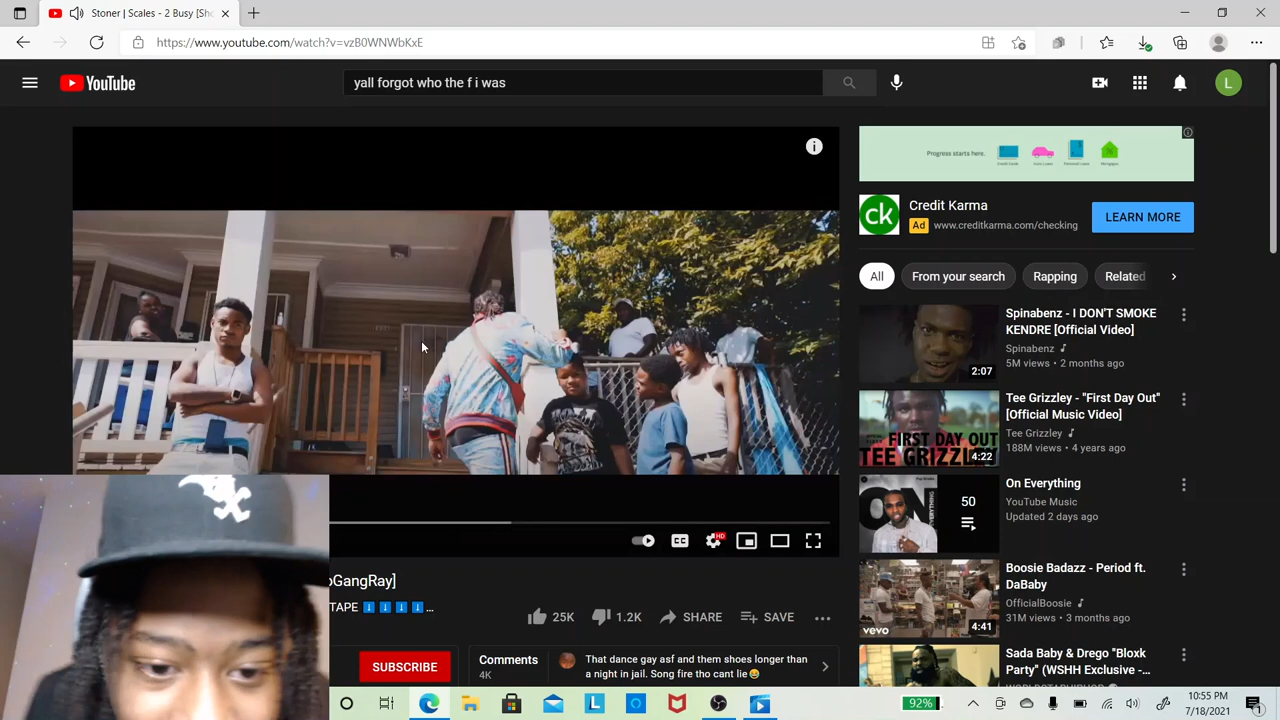 Stoner | Scales - 2 Busy [Sho
https://www.youtube.com/watch?v=vzB0WNWbKxE
YouTube
yall forgot who the f i was
L
Progress starts here.
ck
Credit Karma
Ad www.creditkarma.com/checking
LEARN MORE
All
From your search
Rapping
Related
Spinabenz - I DON'T SMOKE
KENDRE [Official Video]
Spinabenz
5M views • 2 months ago
2:07
FIRST DAY OUT
TEE GRIZZLEY
4:22
Tee Grizzley - "First Day Out"
[Official Music Video]
Tee Grizzley
188M views • 4 years ago
50
On Everything
YouTube Music
Updated 2 days ago
vevo
4:41
Boosie Badazz - Period ft.
DaBaby
OfficialBoosie
31M views • 3 months ago
Sada Baby & Drego "Bloxk
Party" (WSHH Exclusive -
HD
oGangRay]
TAPE ⬇️⬇️⬇️⬇️...
25K
1.2K
SHARE
SAVE
SUBSCRIBE
Comments
4K
That dance gay asf and them shoes longer than
a night in jail. Song fire tho cant lie😂
92%
10:55 PM
7/18/2021
1